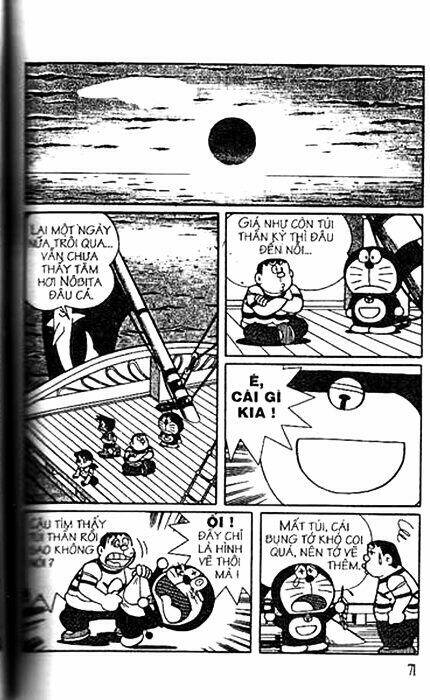 LẠI MỘT NGÀY
NỮA TRÔI QUA...
VẪN CHƯA
THẤY TĂM
HƠI NÔBITA
ĐÂU CẢ.
GIÁ NHƯ CÒN TÚI
THẦN KỲ THÌ ĐÂU
ĐẾN NỖI...
Ê,
CÁI GÌ
KIA !
CẬU TÌM THẤY
TÚI THẦN RỒI
SAO KHÔNG
NÓI ?
ÔI !
ĐÂY CHỈ
LÀ HÌNH
VẼ THÔI
MÀ !
MẤT TÚI, CÁI
BỤNG TỚ KHÓ COI
QUÁ, NÊN TỚ VẼ
THÊM.
71